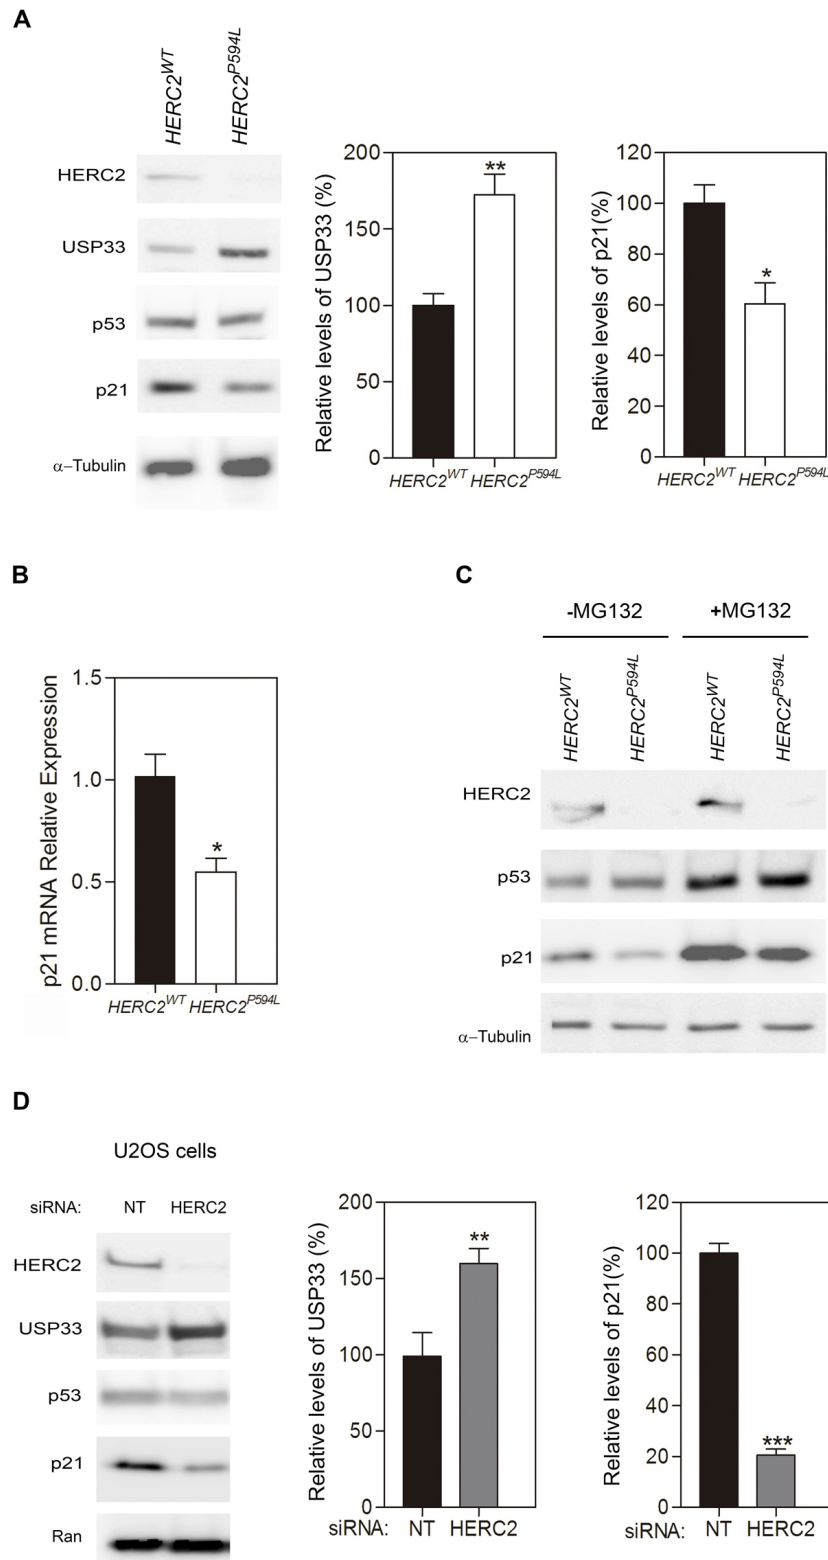 A
HERC2WT HERC2P594L
HERC2
USP33
p53
p21
α–Tubulin
Relative levels of USP33 (%)
200
150
100
50
0
**
HERC2WT HERC2P594L
Relative levels of p21(%)
120
100
80
60
40
20
0
*
HERC2WT HERC2P594L
B
p21 mRNA Relative Expression
1.5
1.0
0.5
0.0
*
HERC2WT HERC2P594L
C
-MG132 +MG132
HERC2WT HERC2P594L HERC2WT HERC2P594L
HERC2
p53
p21
α–Tubulin
D
U2OS cells
siRNA: NT HERC2
HERC2
USP33
p53
p21
Ran
Relative levels of USP33 (%)
200
150
100
50
0
**
siRNA: NT HERC2
Relative levels of p21(%)
120
100
80
60
40
20
0
***
siRNA: NT HERC2